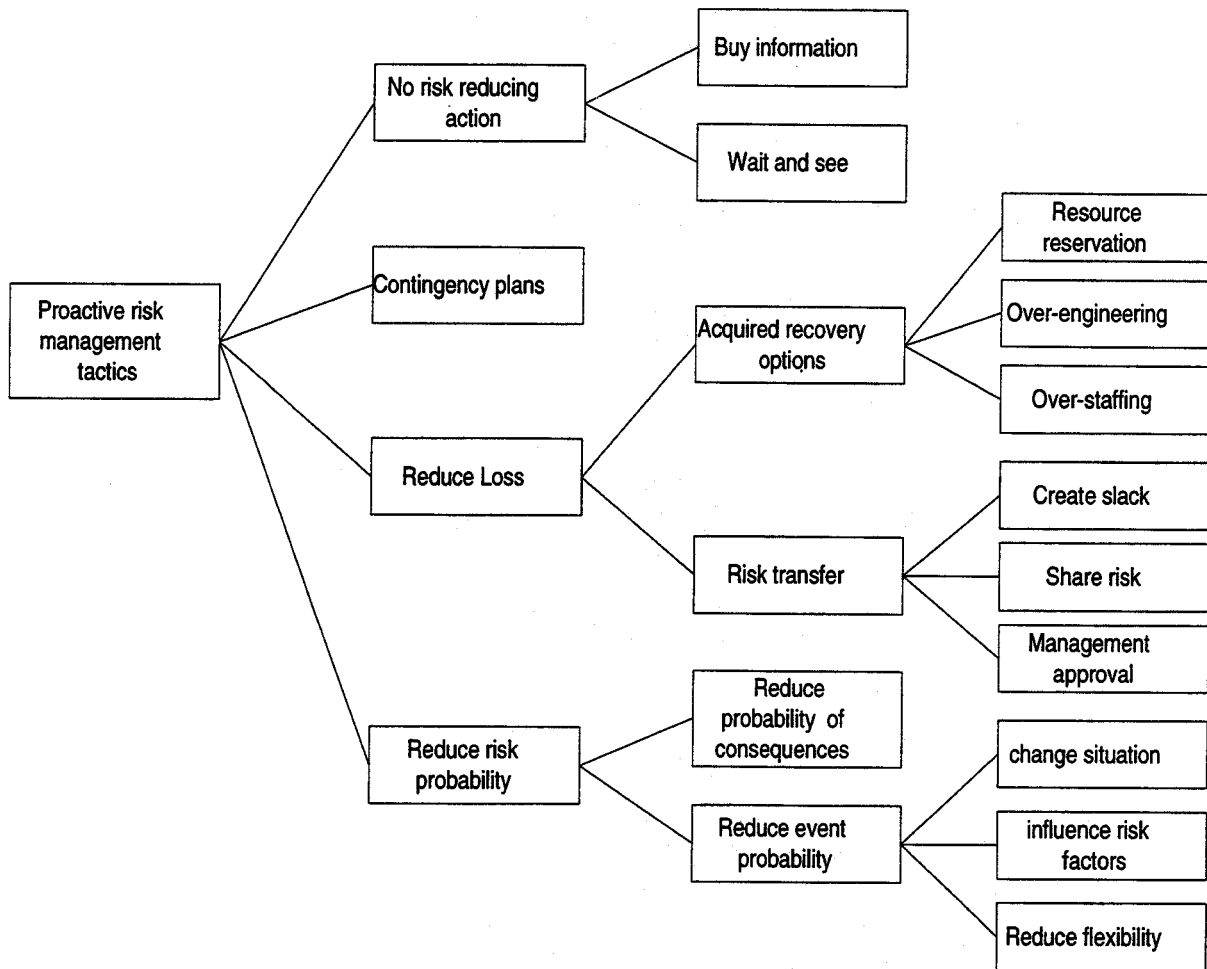 Buy information
No risk reducing
action
Wait and see
Resource
reservation
Contingency plans
Proactive risk
management
tactics
Acquired recovery
options
Over-engineering
Over-staffing
Reduce Loss
Create slack
Risk transfer
Share risk
Management
approval
Reduce
probability of
consequences
Reduce risk
probability
change situation
Reduce event
probability
influence risk
factors
Reduce flexibility